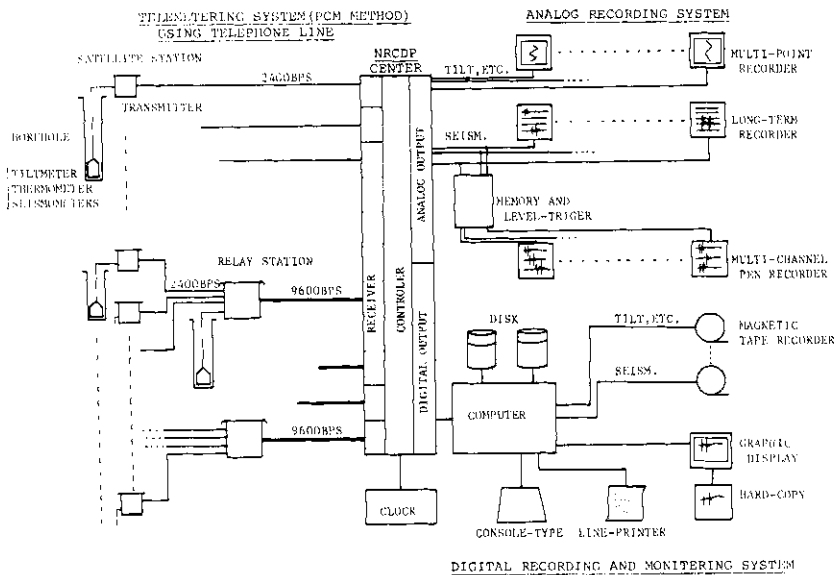 TELEMETERING SYSTEM(PCM METHOD)
USING TELEPHONE LINE
ANALOG RECORDING SYSTEM
SATELLITE STATION
NRCDP
CENTER
2400BPS
TRANSMITTER
TILT,ETC.
MULTI-POINT
RECORDER
BOREHOLE
TILTMETER
THERMOMETER
SEISMOMETERS
SEISM.
LONG-TERM
RECORDER
ANALOG OUTPUT
MEMORY AND
LEVEL-TRIGER
RELAY STATION
2400BPS
9600BPS
RECEIVER
CONTROLER
MULTI-CHANNEL
PEN RECORDER
DIGITAL OUTPUT
DISK
TILT,ETC.
MAGNETIC
TAPE RECORDER
SEISM.
COMPUTER
9600BPS
GRAPHIC
DISPLAY
CLOCK
HARD-COPY
CONSOLE-TYPE
LINE-PRINTER
DIGITAL RECORDING AND MONITERING SYSTEM